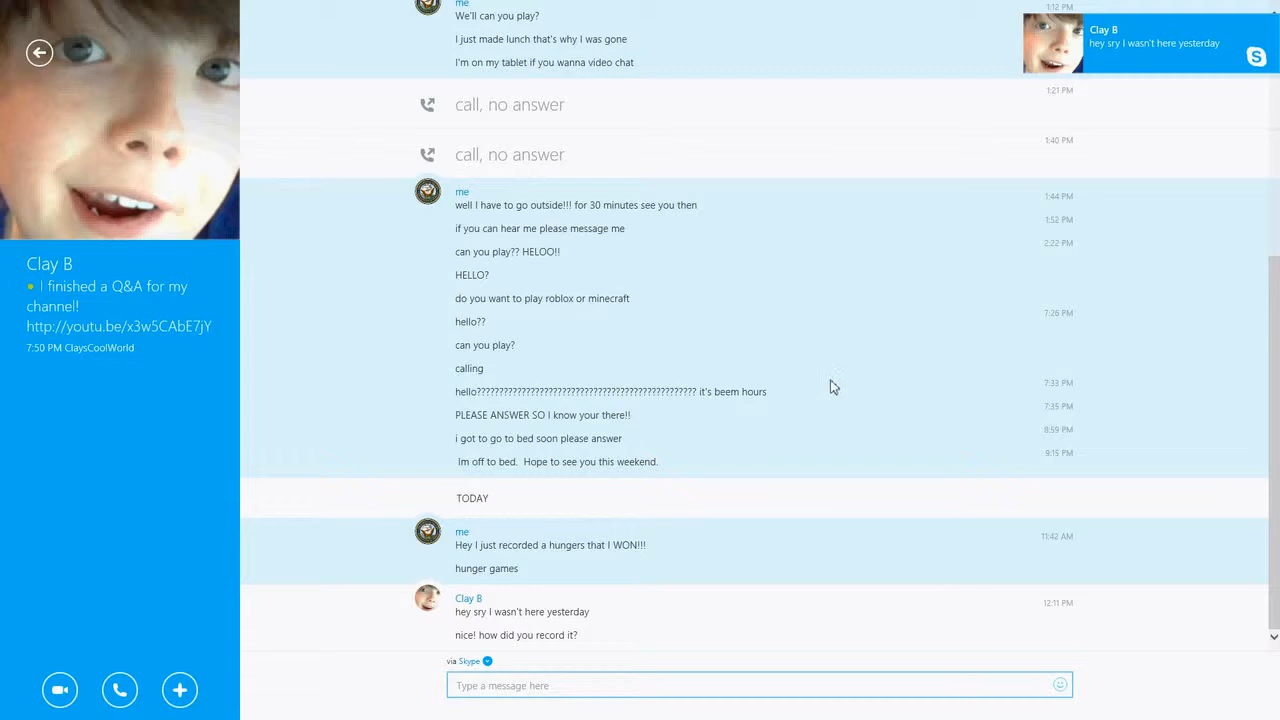 me
1:12 PM
We'll can you play?
I just made lunch that's why I was gone
I'm on my tablet if you wanna video chat
Clay B
hey sry I wasn't here yesterday
1:21 PM
call, no answer
1:40 PM
call, no answer
me
well I have to go outside!!! for 30 minutes see you then
1:44 PM
if you can hear me please message me
1:52 PM
can you play?? HELOO!!
2:22 PM
HELLO?
do you want to play roblox or minecraft
hello??
7:26 PM
can you play?
calling
hello????????????????????????????????????????????????? it's beem hours
7:33 PM
PLEASE ANSWER SO I know your there!!
7:35 PM
i got to go to bed soon please answer
8:59 PM
Im off to bed. Hope to see you this weekend.
9:15 PM
TODAY
me
Hey I just recorded a hungers that I WON!!!
11:42 AM
hunger games
Clay B
hey sry I wasn't here yesterday
12:11 PM
nice! how did you record it?
via Skype
Type a message here
Clay B
I finished a Q&A for my
channel!
http://youtu.be/x3w5CAbE7jY
7:50 PM ClaysCoolWorld